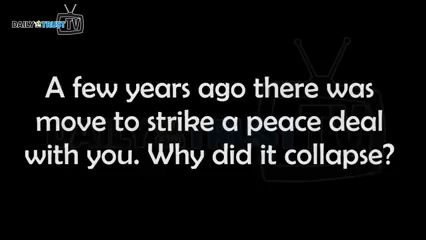 DAILY TRUST
TV
A few years ago there was
move to strike a peace deal
with you. Why did it collapse?